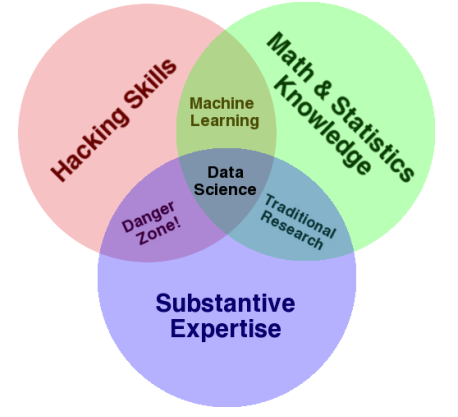 Hacking Skills
Math & Statistics
Knowledge
Machine
Learning
Data
Science
Danger
Zone!
Traditional
Research
Substantive
Expertise